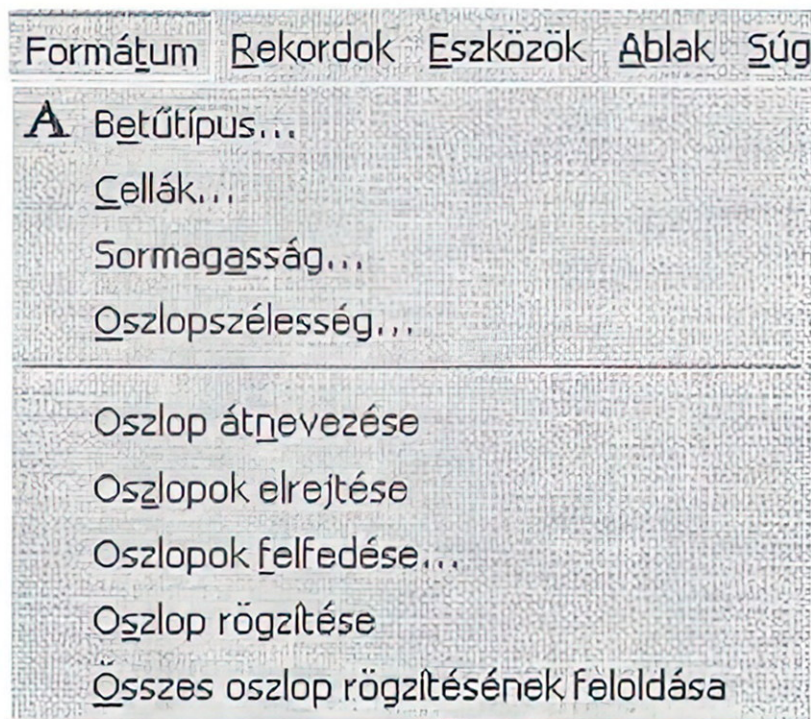 Formátum Rekordok Eszközök Ablak Súg
A Betűtípus...
Cellák...
Sormagasság...
Oszlopszélesség...
Oszlop átnevezése
Oszlopok elrejtése
Oszlopok felfedése...
Oszlop rögzítése
Összes oszlop rögzítésének feloldása